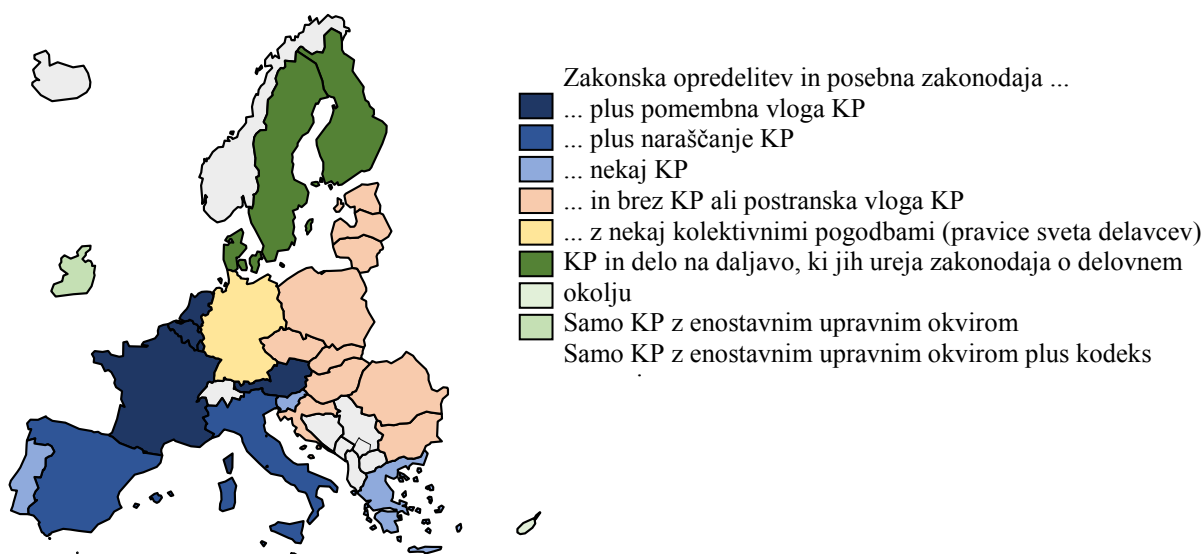 Zakonska opredelitev in posebna zakonodaja ...
... plus pomembna vloga KP
... plus naraščanje KP
... nekaj KP
... in brez KP ali postranska vloga KP
... z nekaj kolektivnimi pogodbami (pravice sveta delavcev)
KP in delo na daljavo, ki jih ureja zakonodaja o delovnem
okolju
Samo KP z enostavnim upravnim okvirom
Samo KP z enostavnim upravnim okvirom plus kodeks